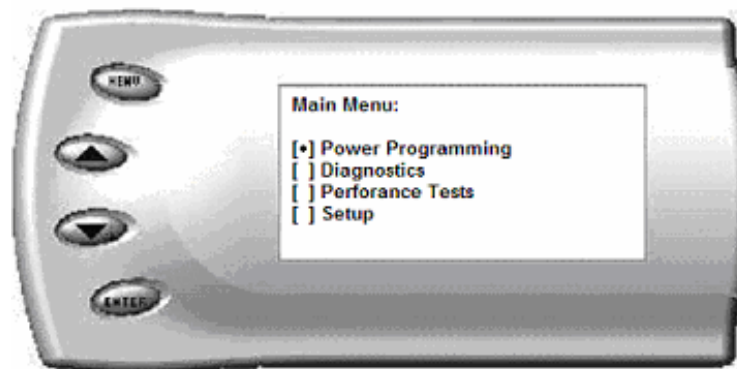 MENU
Main Menu:
[•] Power Programming
[ ] Diagnostics
[ ] Perforance Tests
[ ] Setup
ENTER